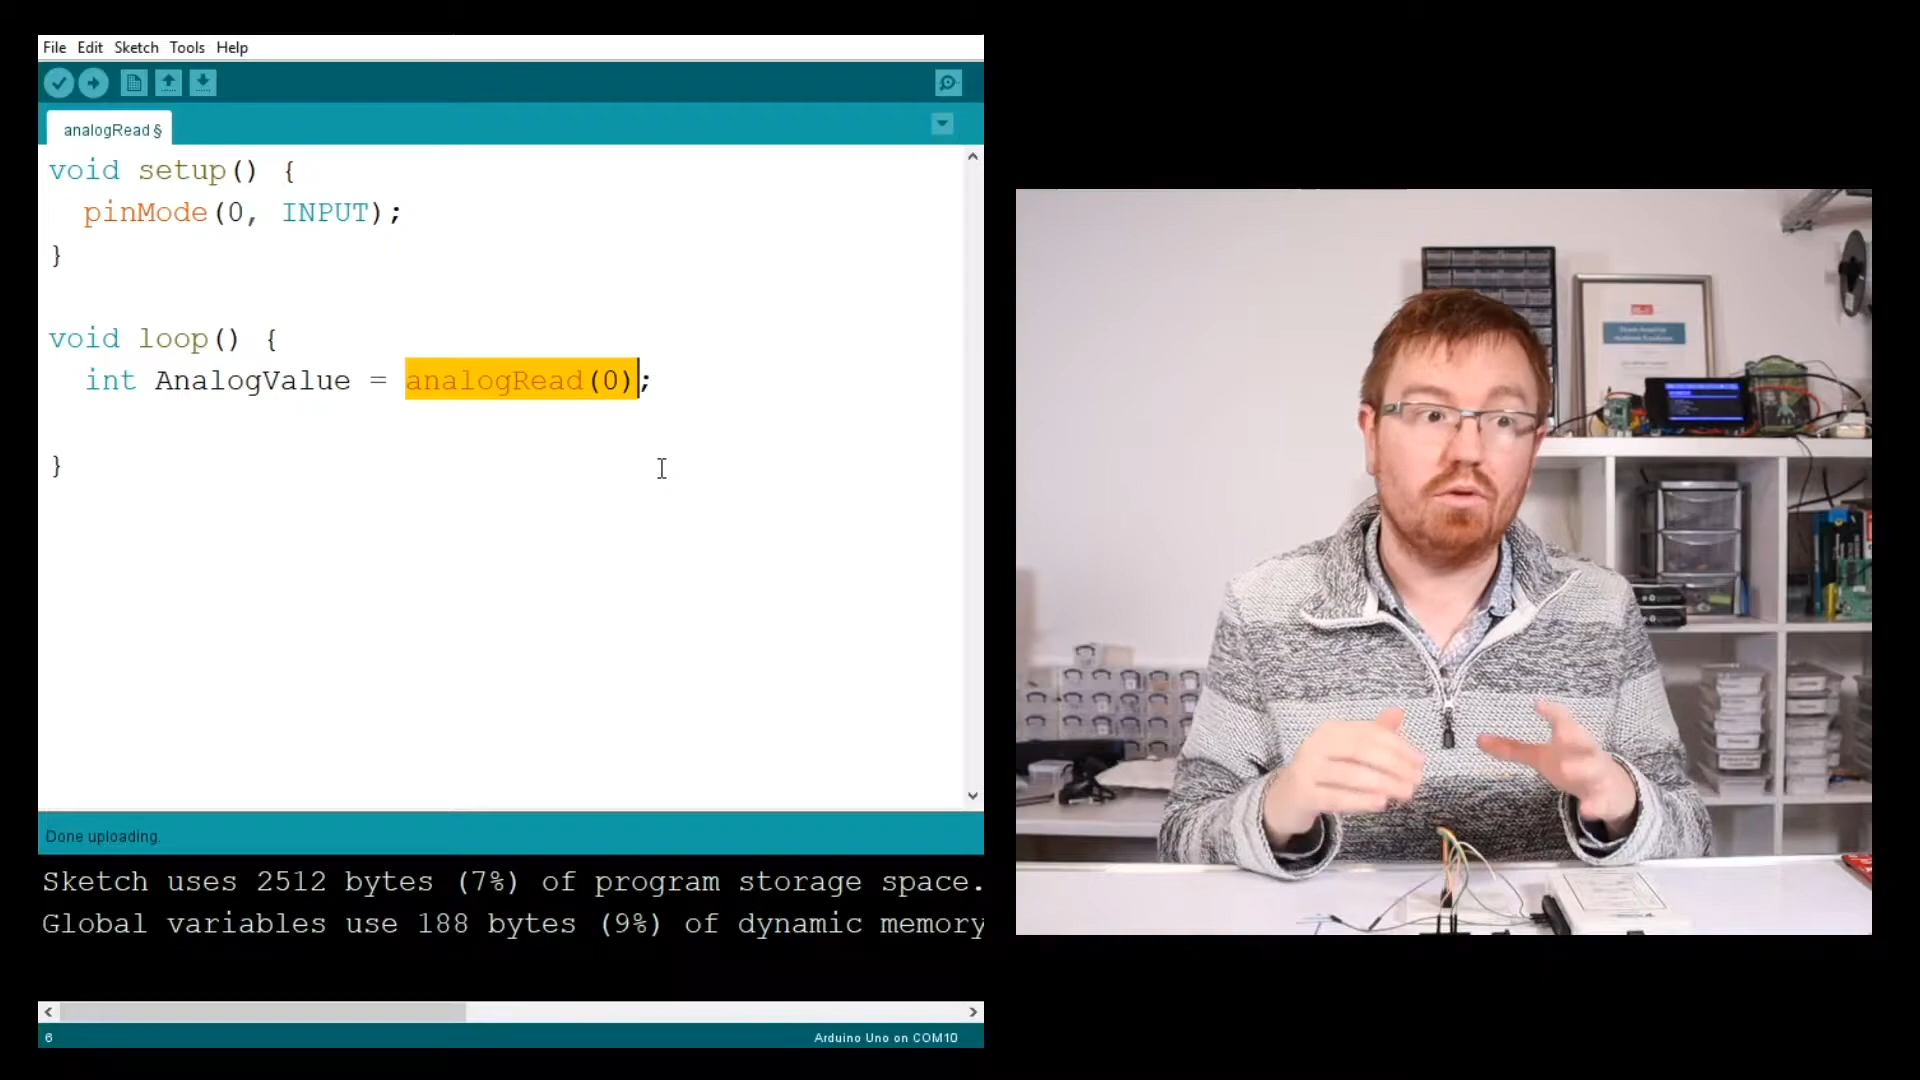 File Edit Sketch Tools Help
analogRead §
void setup() {
pinMode(0, INPUT);
}
void loop() {
int AnalogValue = analogRead(0);
}
Done uploading.
Sketch uses 2512 bytes (7%) of program storage space.
Global variables use 188 bytes (9%) of dynamic memory
6
Arduino Uno on COM10